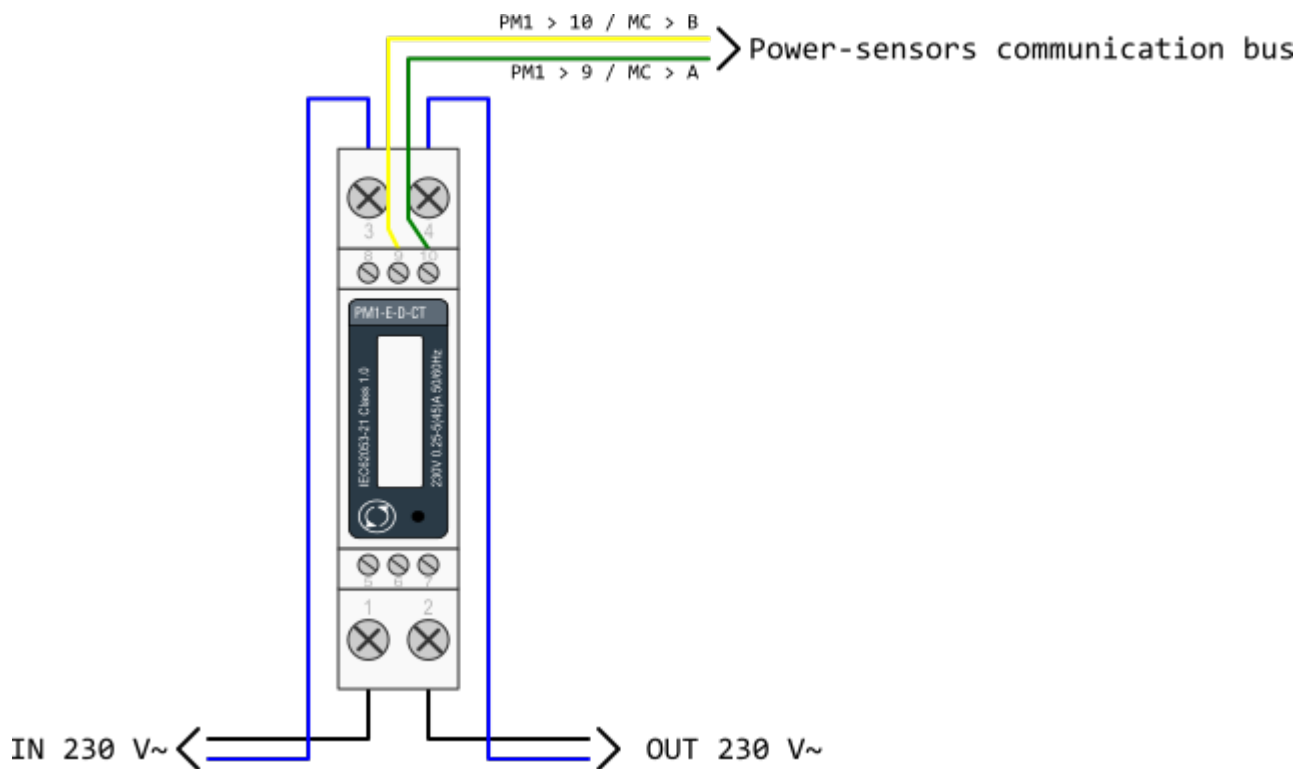 PM1 > 10 / MC > B
Power-sensors communication bus
PM1 > 9 / MC > A
3 4
8 9 10
PM1-E-D-CT
IEC62053-21 Class 1.0
230V 0.25-5(45)A 50/60Hz
5 6 7
1 2
IN 230 V~
OUT 230 V~